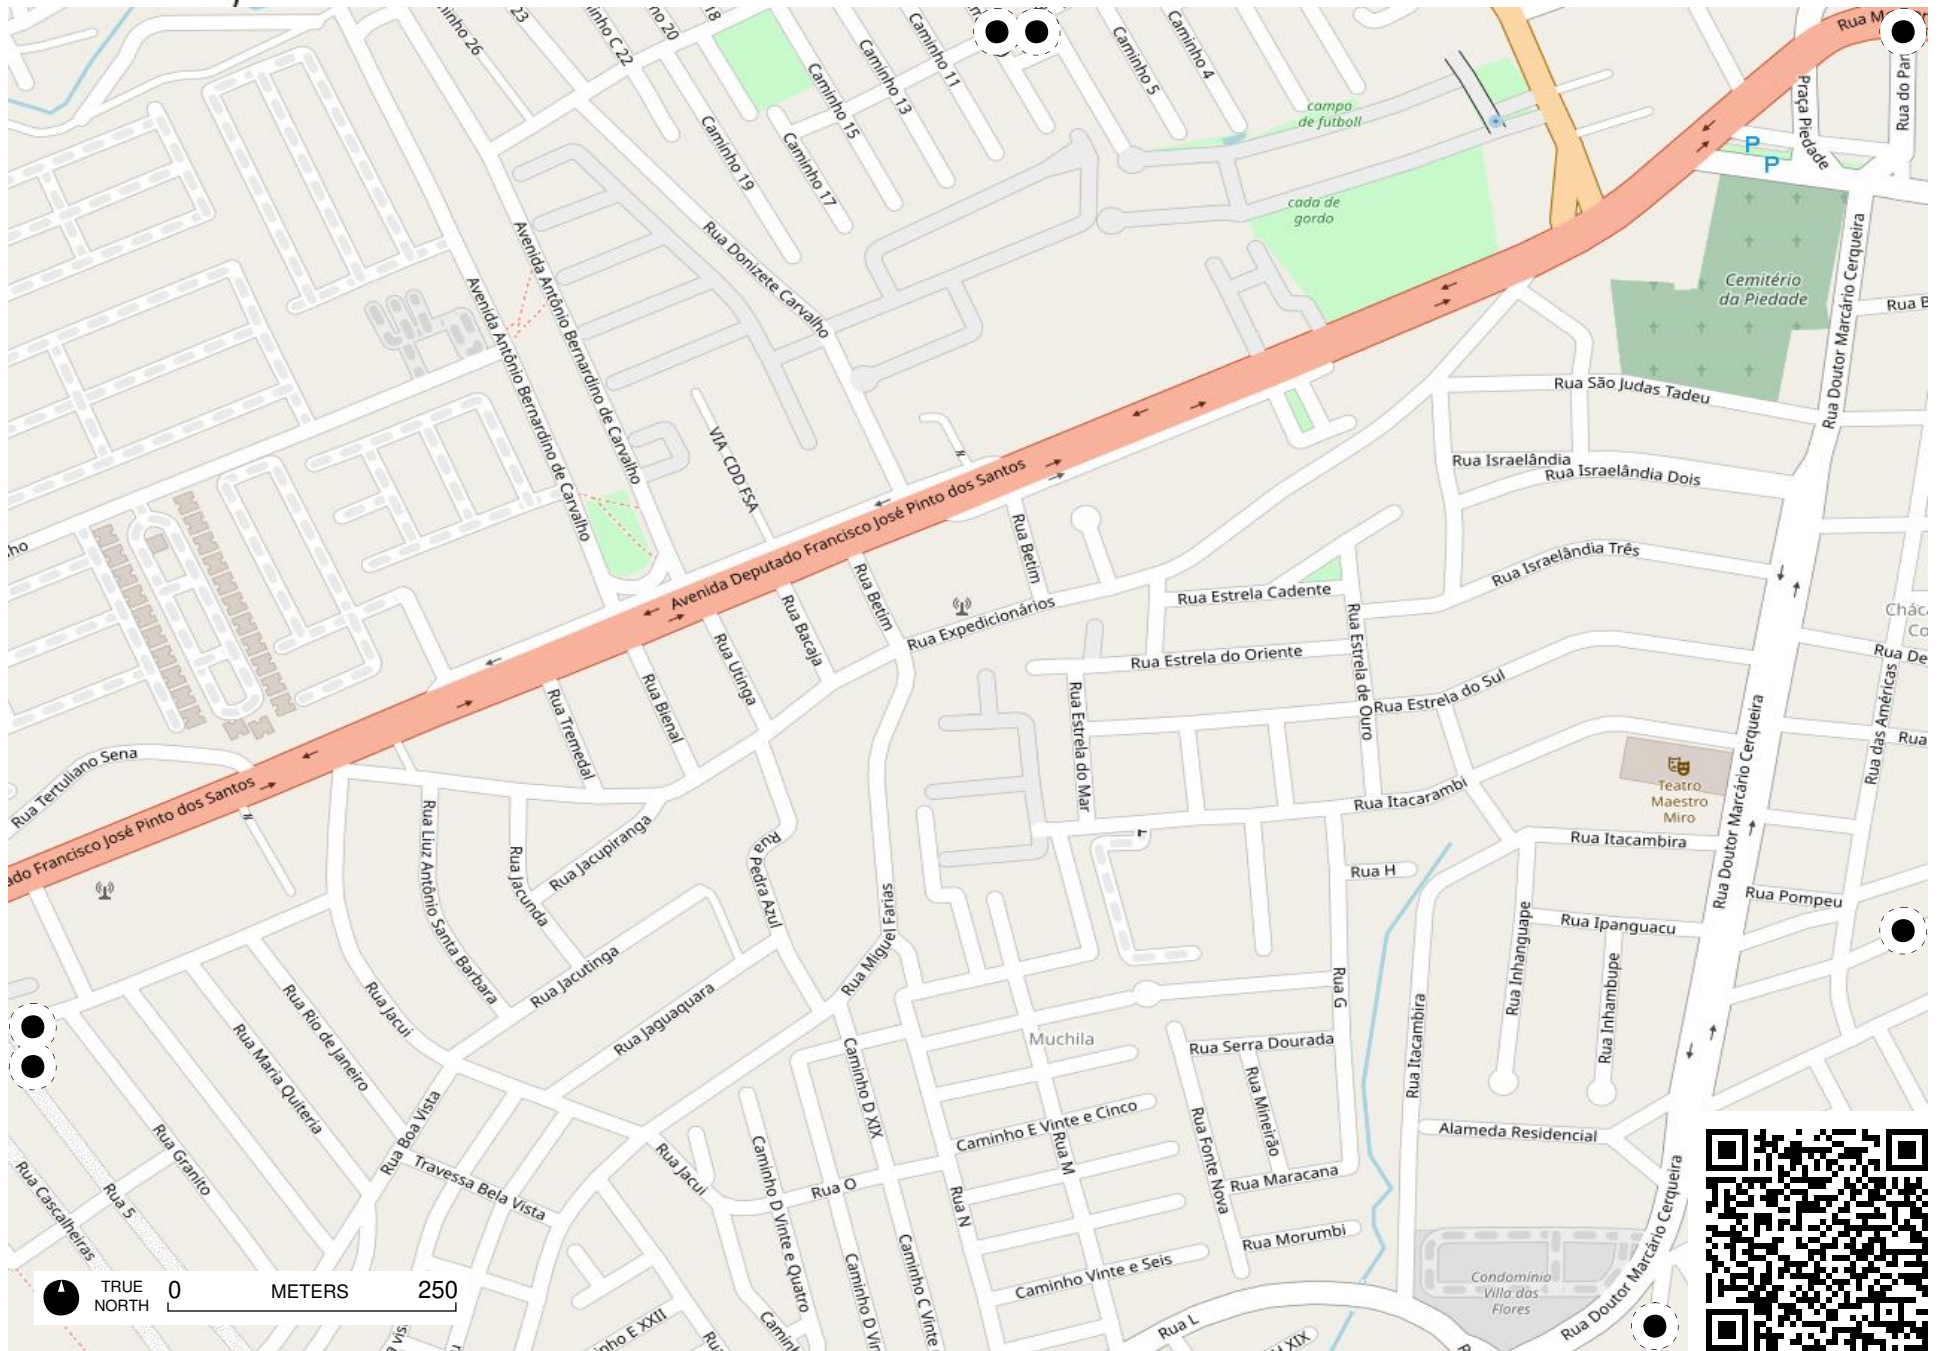 Caminho 11
Caminho 4
Caminho 5
Caminho 13
Caminho 15
Caminho 17
Caminho 19
campo
de futboll
cada de
gordo
Praça Piedade
Rua do Par
P
P
Cemitério
da Piedade
Rua Doutor Marcário Cerqueira
Rua B
Rua Donizete Carvalho
Avenida Antônio Bernardino de Carvalho
Avenida Antônio Bernardino de Carvalho
Rua São Judas Tadeu
Rua Israelândia
Rua Israelândia Dois
Rua Israelândia Três
VIA CDD FSA
Avenida Deputado Francisco José Pinto dos Santos
Rua Betim
Rua Betim
Rua Bacaja
Rua Utinga
Rua Bienal
Rua Tremedal
Rua Expedicionários
Rua Estrela Cadente
Rua Estrela do Oriente
Rua Estrela de Ouro
Rua Estrela do Sul
Rua Estrela do Mar
Rua das Américas
Rua De
Rua
Rua Doutor Marcário Cerqueira
Teatro
Maestro
Miro
Rua Tertuliano Sena
ado Francisco José Pinto dos Santos
Rua Liuz Antônio Santa Barbara
Rua Jacunda
Rua Jacupiranga
Rua Pedra Azul
Rua Itacarambi
Rua Itacambira
Rua H
Rua Pompeu
Rua Ipanguacu
Rua Inhanguape
Rua Inhambupe
Rua Miguel Farias
Rua Jacutinga
Rua Jaguaquara
Rua Jacui
Rua Rio de Janeiro
Rua Maria Quiteria
Rua G
Rua Itacambira
Muchila
Rua Serra Dourada
Rua Mineirão
Rua Fonte Nova
Rua Maracana
Rua Morumbi
Alameda Residencial
Caminho D XIX
Caminho E Vinte e Cinco
Rua M
Rua N
Rua O
Rua Boa Vista
Travessa Bela Vista
Rua Granito
Rua 5
Rua Cascalheiras
Rua Jacui
Caminho D Vinte e Quatro
Caminho D Vin
Caminho C Vinte
Caminho Vinte e Seis
Rua L
Condomínio
Villa das
Flores
Rua Doutor Marcário Cerqueira
TRUE
NORTH
0 METERS 250